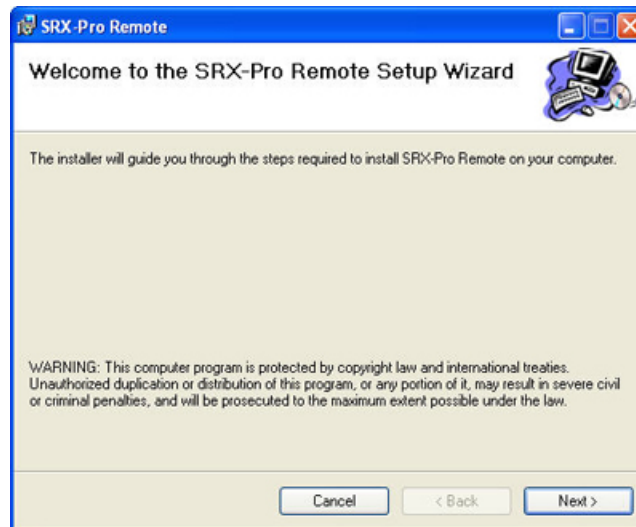 SRX-Pro Remote
Welcome to the SRX-Pro Remote Setup Wizard
The installer will guide you through the steps required to install SRX-Pro Remote on your computer.
WARNING: This computer program is protected by copyright law and international treaties.
Unauthorized duplication or distribution of this program, or any portion of it, may result in severe civil
or criminal penalties, and will be prosecuted to the maximum extent possible under the law.
Cancel < Back Next >